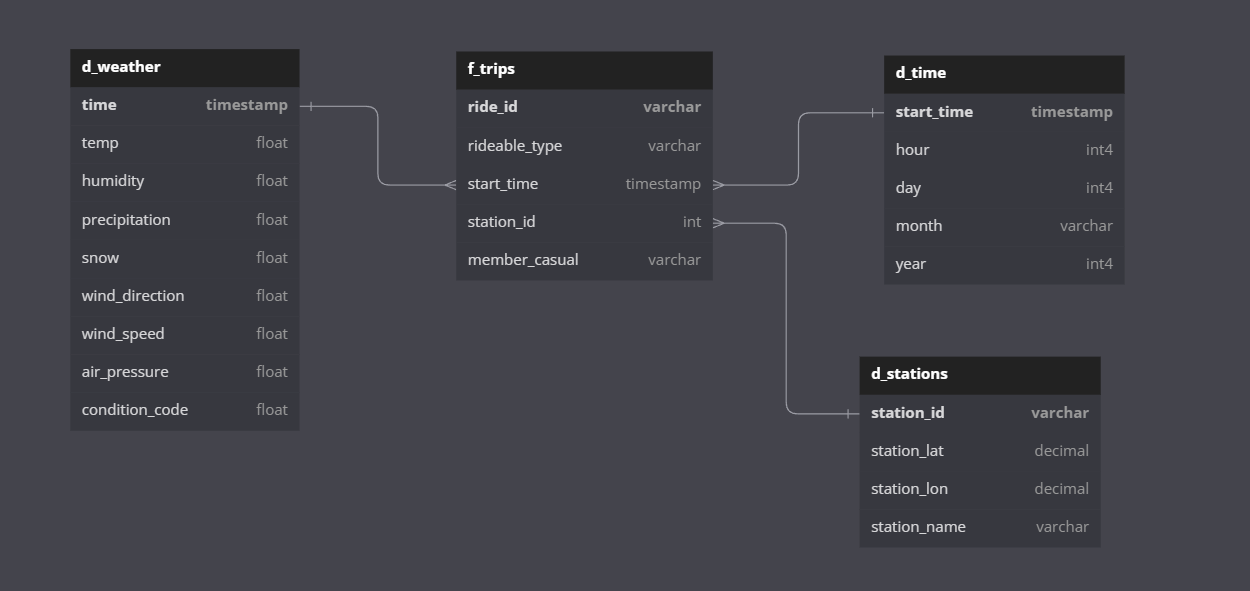 d_weather
time timestamp
temp float
humidity float
precipitation float
snow float
wind_direction float
wind_speed float
air_pressure float
condition_code float
f_trips
ride_id varchar
rideable_type varchar
start_time timestamp
station_id int
member_casual varchar
d_time
start_time timestamp
hour int4
day int4
month varchar
year int4
d_stations
station_id varchar
station_lat decimal
station_lon decimal
station_name varchar